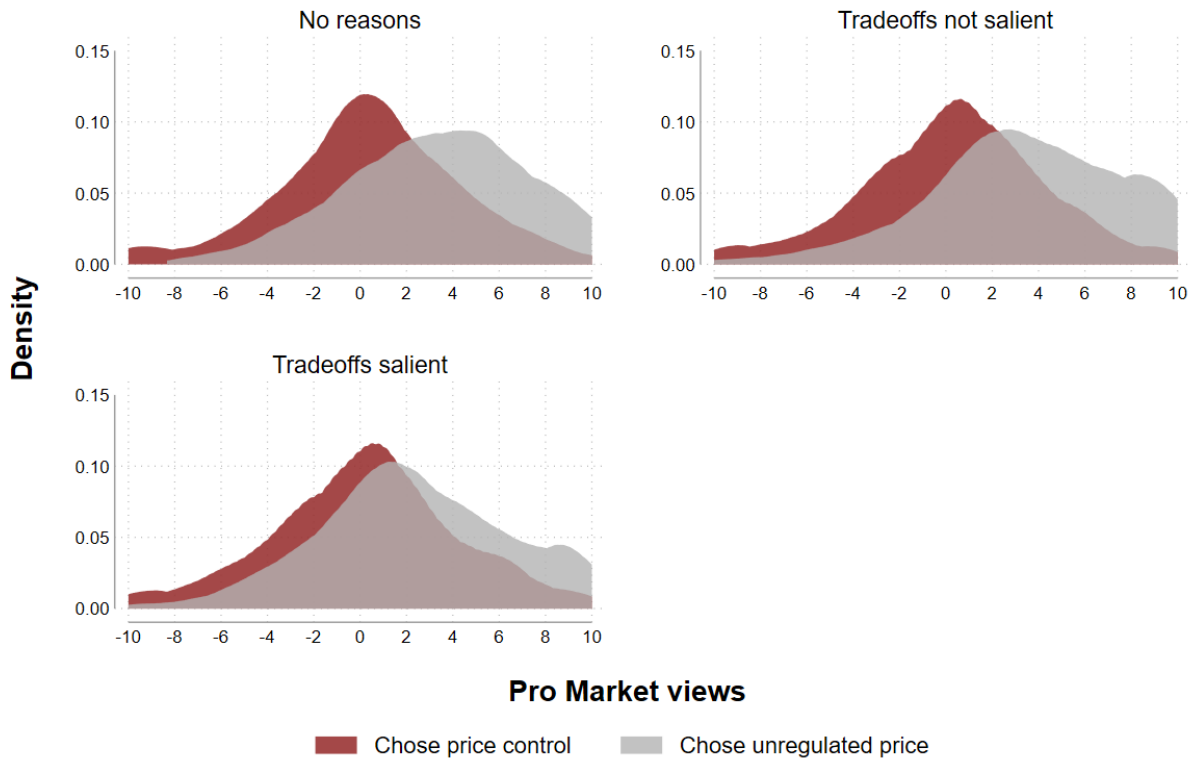 No reasons
Tradeoffs not salient
0.15
0.10
0.05
0.00
-10 -8 -6 -4 -2 0 2 4 6 8 10
0.15
0.10
0.05
0.00
-10 -8 -6 -4 -2 0 2 4 6 8 10
Density
Tradeoffs salient
0.15
0.10
0.05
0.00
-10 -8 -6 -4 -2 0 2 4 6 8 10
Pro Market views
Chose price control
Chose unregulated price